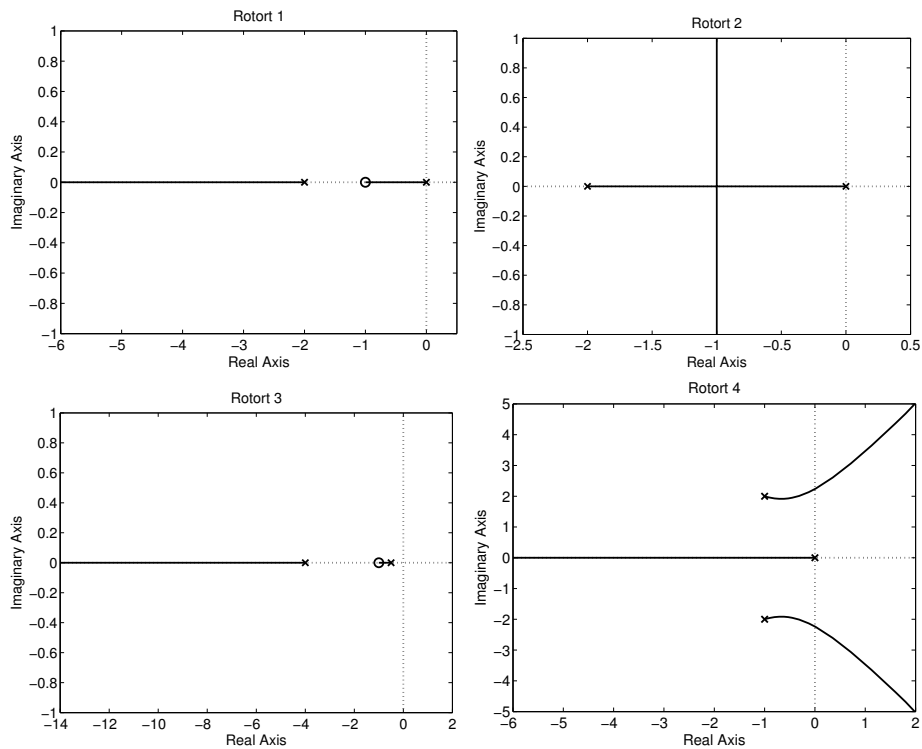 Rotort 1
1
0.8
0.6
0.4
0.2
0
−0.2
−0.4
−0.6
−0.8
−1
Imaginary Axis
−6 −5 −4 −3 −2 −1 0
Real Axis
Rotort 2
1
0.8
0.6
0.4
0.2
0
−0.2
−0.4
−0.6
−0.8
−1
Imaginary Axis
−2.5 −2 −1.5 −1 −0.5 0 0.5
Real Axis
Rotort 3
1
0.8
0.6
0.4
0.2
0
−0.2
−0.4
−0.6
−0.8
−1
Imaginary Axis
−14 −12 −10 −8 −6 −4 −2 0 2
Real Axis
Rotort 4
5
4
3
2
1
0
−1
−2
−3
−4
−5
Imaginary Axis
−6 −5 −4 −3 −2 −1 0 1 2
Real Axis